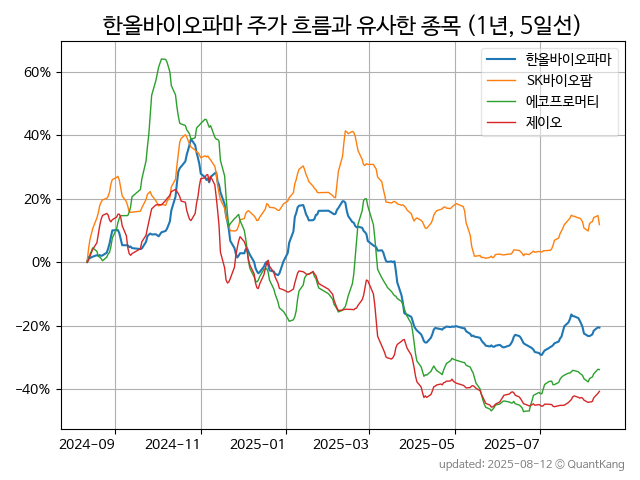 한올바이오파마 주가 흐름과 유사한 종목 (1년, 5일선)
한올바이오파마
SK바이오팜
에코프로머티
제이오
60%
40%
20%
0%
−20%
−40%
2024-09 2024-11 2025-01 2025-03 2025-05 2025-07
updated: 2025-08-12 © QuantKang